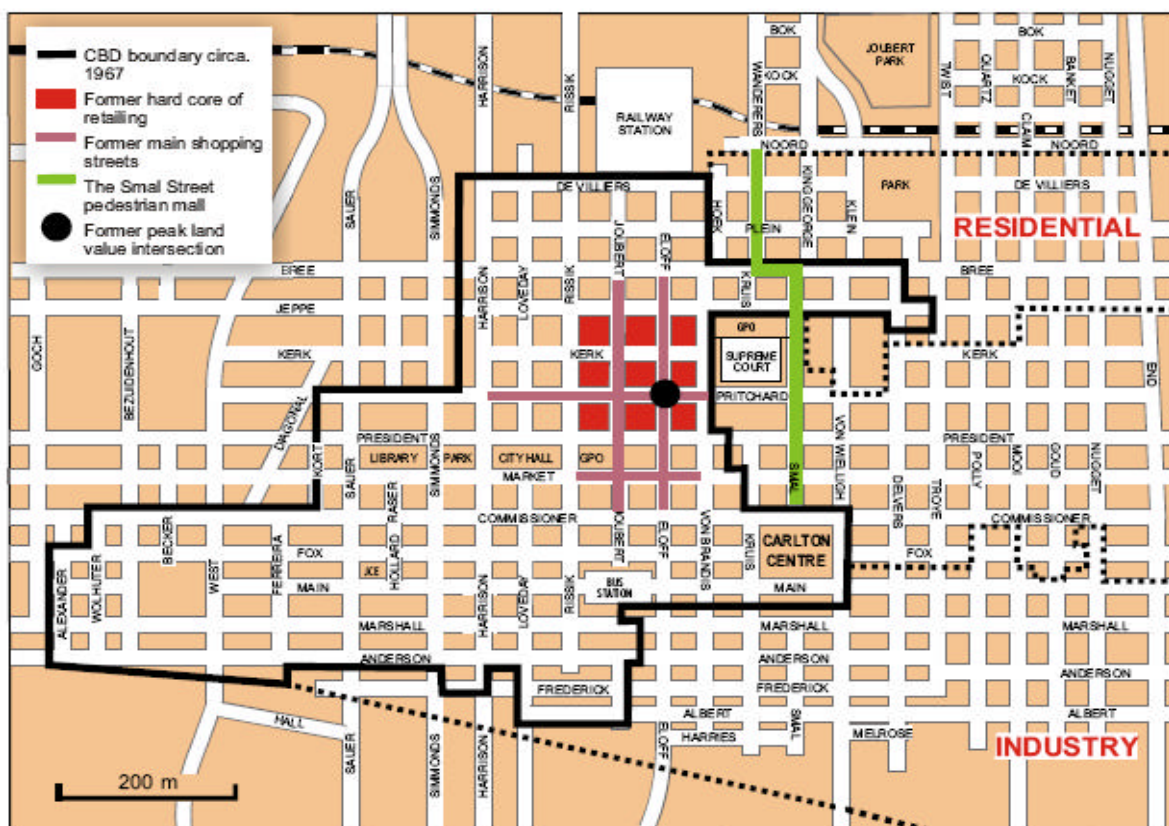 CBD boundary circa.
1967
Former hard core of
retailing
Former main shopping
streets
The Smal Street
pedestrian mall
Former peak land
value intersection
HARRISON
RISSIK
RAILWAY
STATION
WANDERERS
BOK
KOCK
JOUBERT
PARK
TWIST
QUARTZ
BOK
KOCK
BANKET
NUGGET
CLAIM
NOORD
NOORD
SAUER
SIMMONDS
DE VILLIERS
HOEK
KING GEORGE
KLEIN
PARK
DE VILLIERS
JOUBERT
ELOFF
PLEIN
RESIDENTIAL
BREE
HARRISON
LOVEDAY
RISSIK
KRUIS
BREE
JEPPE
GOCH
BEZUIDENHOUT
KERK
KERK
GPO
SUPREME
COURT
KERK
END
DIAGONAL
PRITCHARD
KORT
PRESIDENT
VON WIELLIGH
PRESIDENT
SAUER
LIBRARY
SIMMONDS
PARK
CITY HALL
GPO
MARKET
SMAL
POLLY
MOOI
GOUD
NUGGET
RASER
HOLLARD
DELVERS
TROYE
COMMISSIONER
COMMISSIONER
BECKER
JOUBERT
ELOFF
VON BRANDIS
KRUIS
CARLTON
CENTRE
ALEXANDER
WOLHUTER
WEST
FERREIRA
FOX
FOX
JCE
MAIN
HARRISON
LOVEDAY
RISSIK
BUS
STATION
MAIN
MARSHALL
MARSHALL
MARSHALL
ANDERSON
ANDERSON
ANDERSON
FREDERICK
FREDERICK
HALL
ALBERT
SMAL
ALBERT
SAUER
SIMMONDS
HARRISON
ELOFF
HARRIES
MELROSE
INDUSTRY
200 m